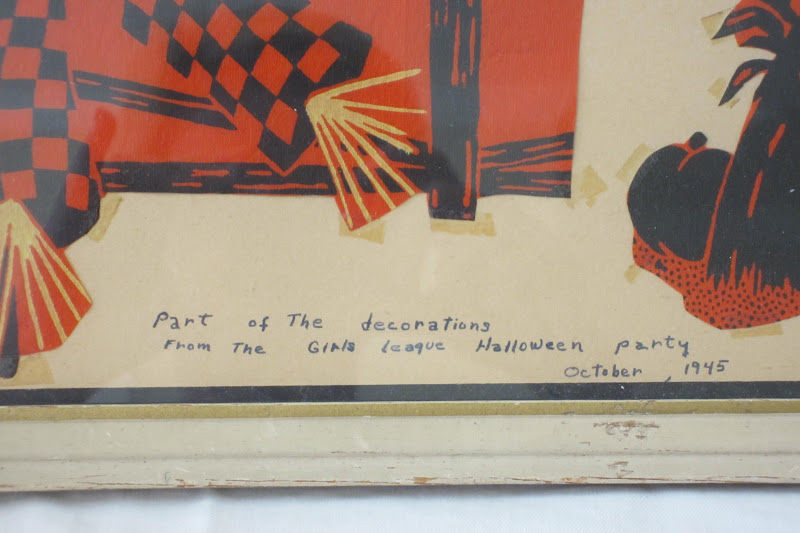 Part of The decorations
From The Girls league Halloween party
October , 1945